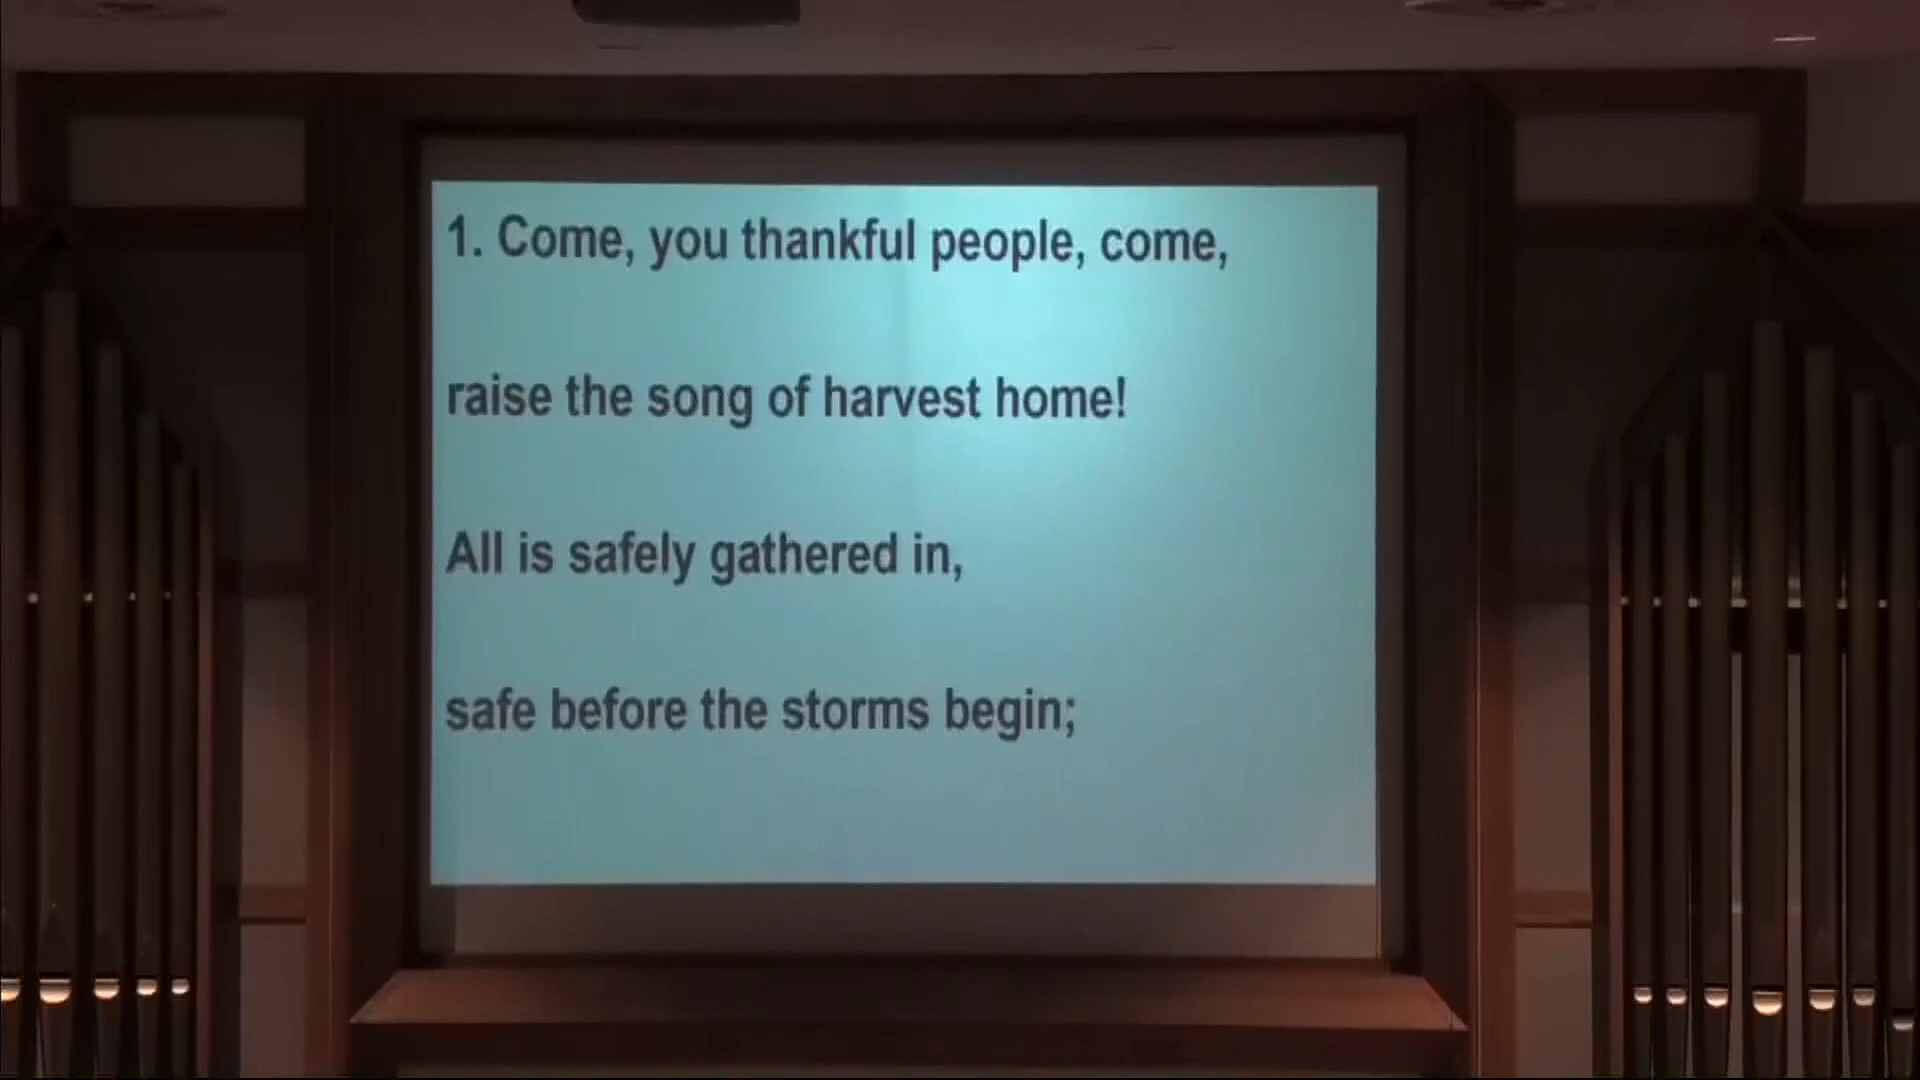 1. Come, you thankful people, come,
raise the song of harvest home!
All is safely gathered in,
safe before the storms begin;